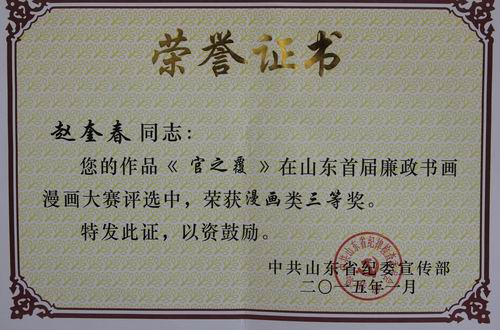 荣誉证书
赵奎春同志：
您的作品《官之覆》在山东首届廉政书画
漫画大赛评选中，荣获漫画类三等奖。
特发此证，以资鼓励。
中共山东省纪委宣传部
二〇一五年一月